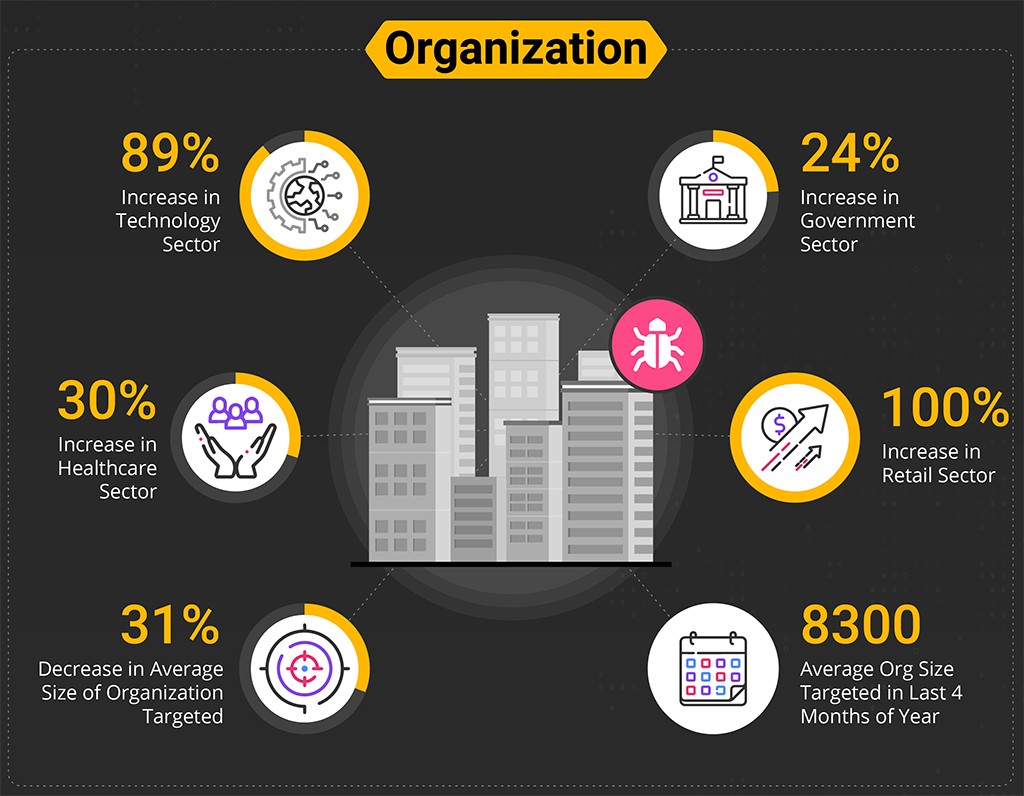 Organization
89%
Increase in
Technology
Sector
24%
Increase in
Government
Sector
30%
Increase in
Healthcare
Sector
$
100%
Increase in
Retail Sector
31%
Decrease in Average
Size of Organization
Targeted
8300
Average Org Size
Targeted in Last 4
Months of Year